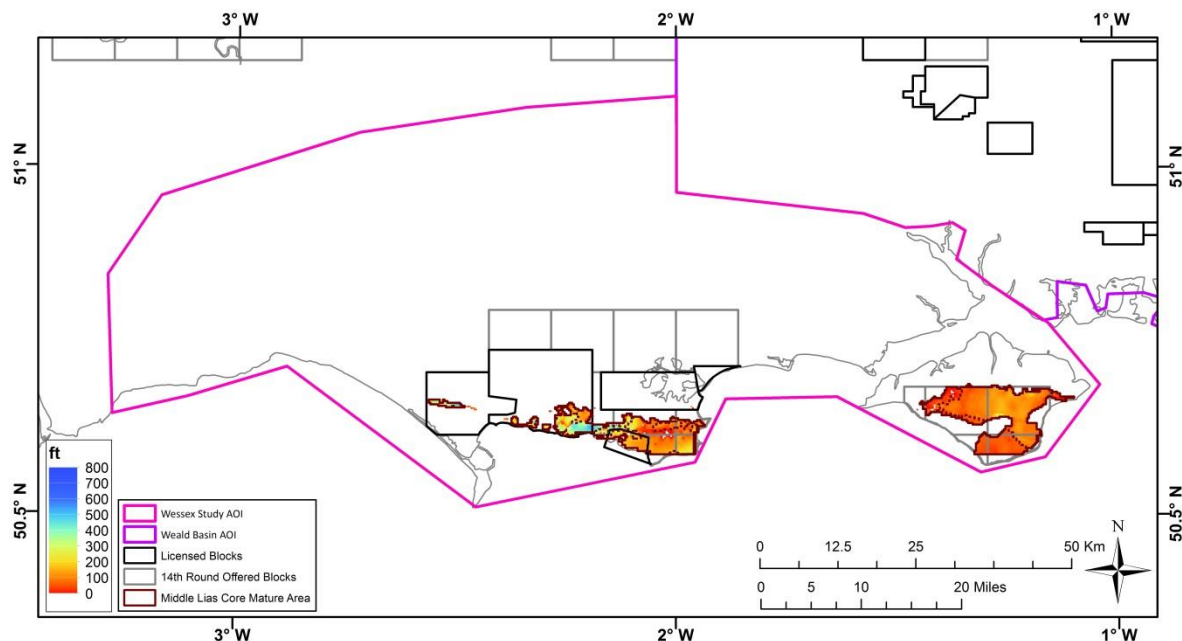 3° W 2° W 1° W
51° N 51° N
50.5° N 50.5° N
ft
800
700
600
500
400
300
200
100
0
Wessex Study AOI
Weald Basin AOI
Licensed Blocks
14th Round Offered Blocks
Middle Lias Core Mature Area
0 12.5 25 50 Km
0 5 10 20 Miles
N
3° W 2° W 1° W